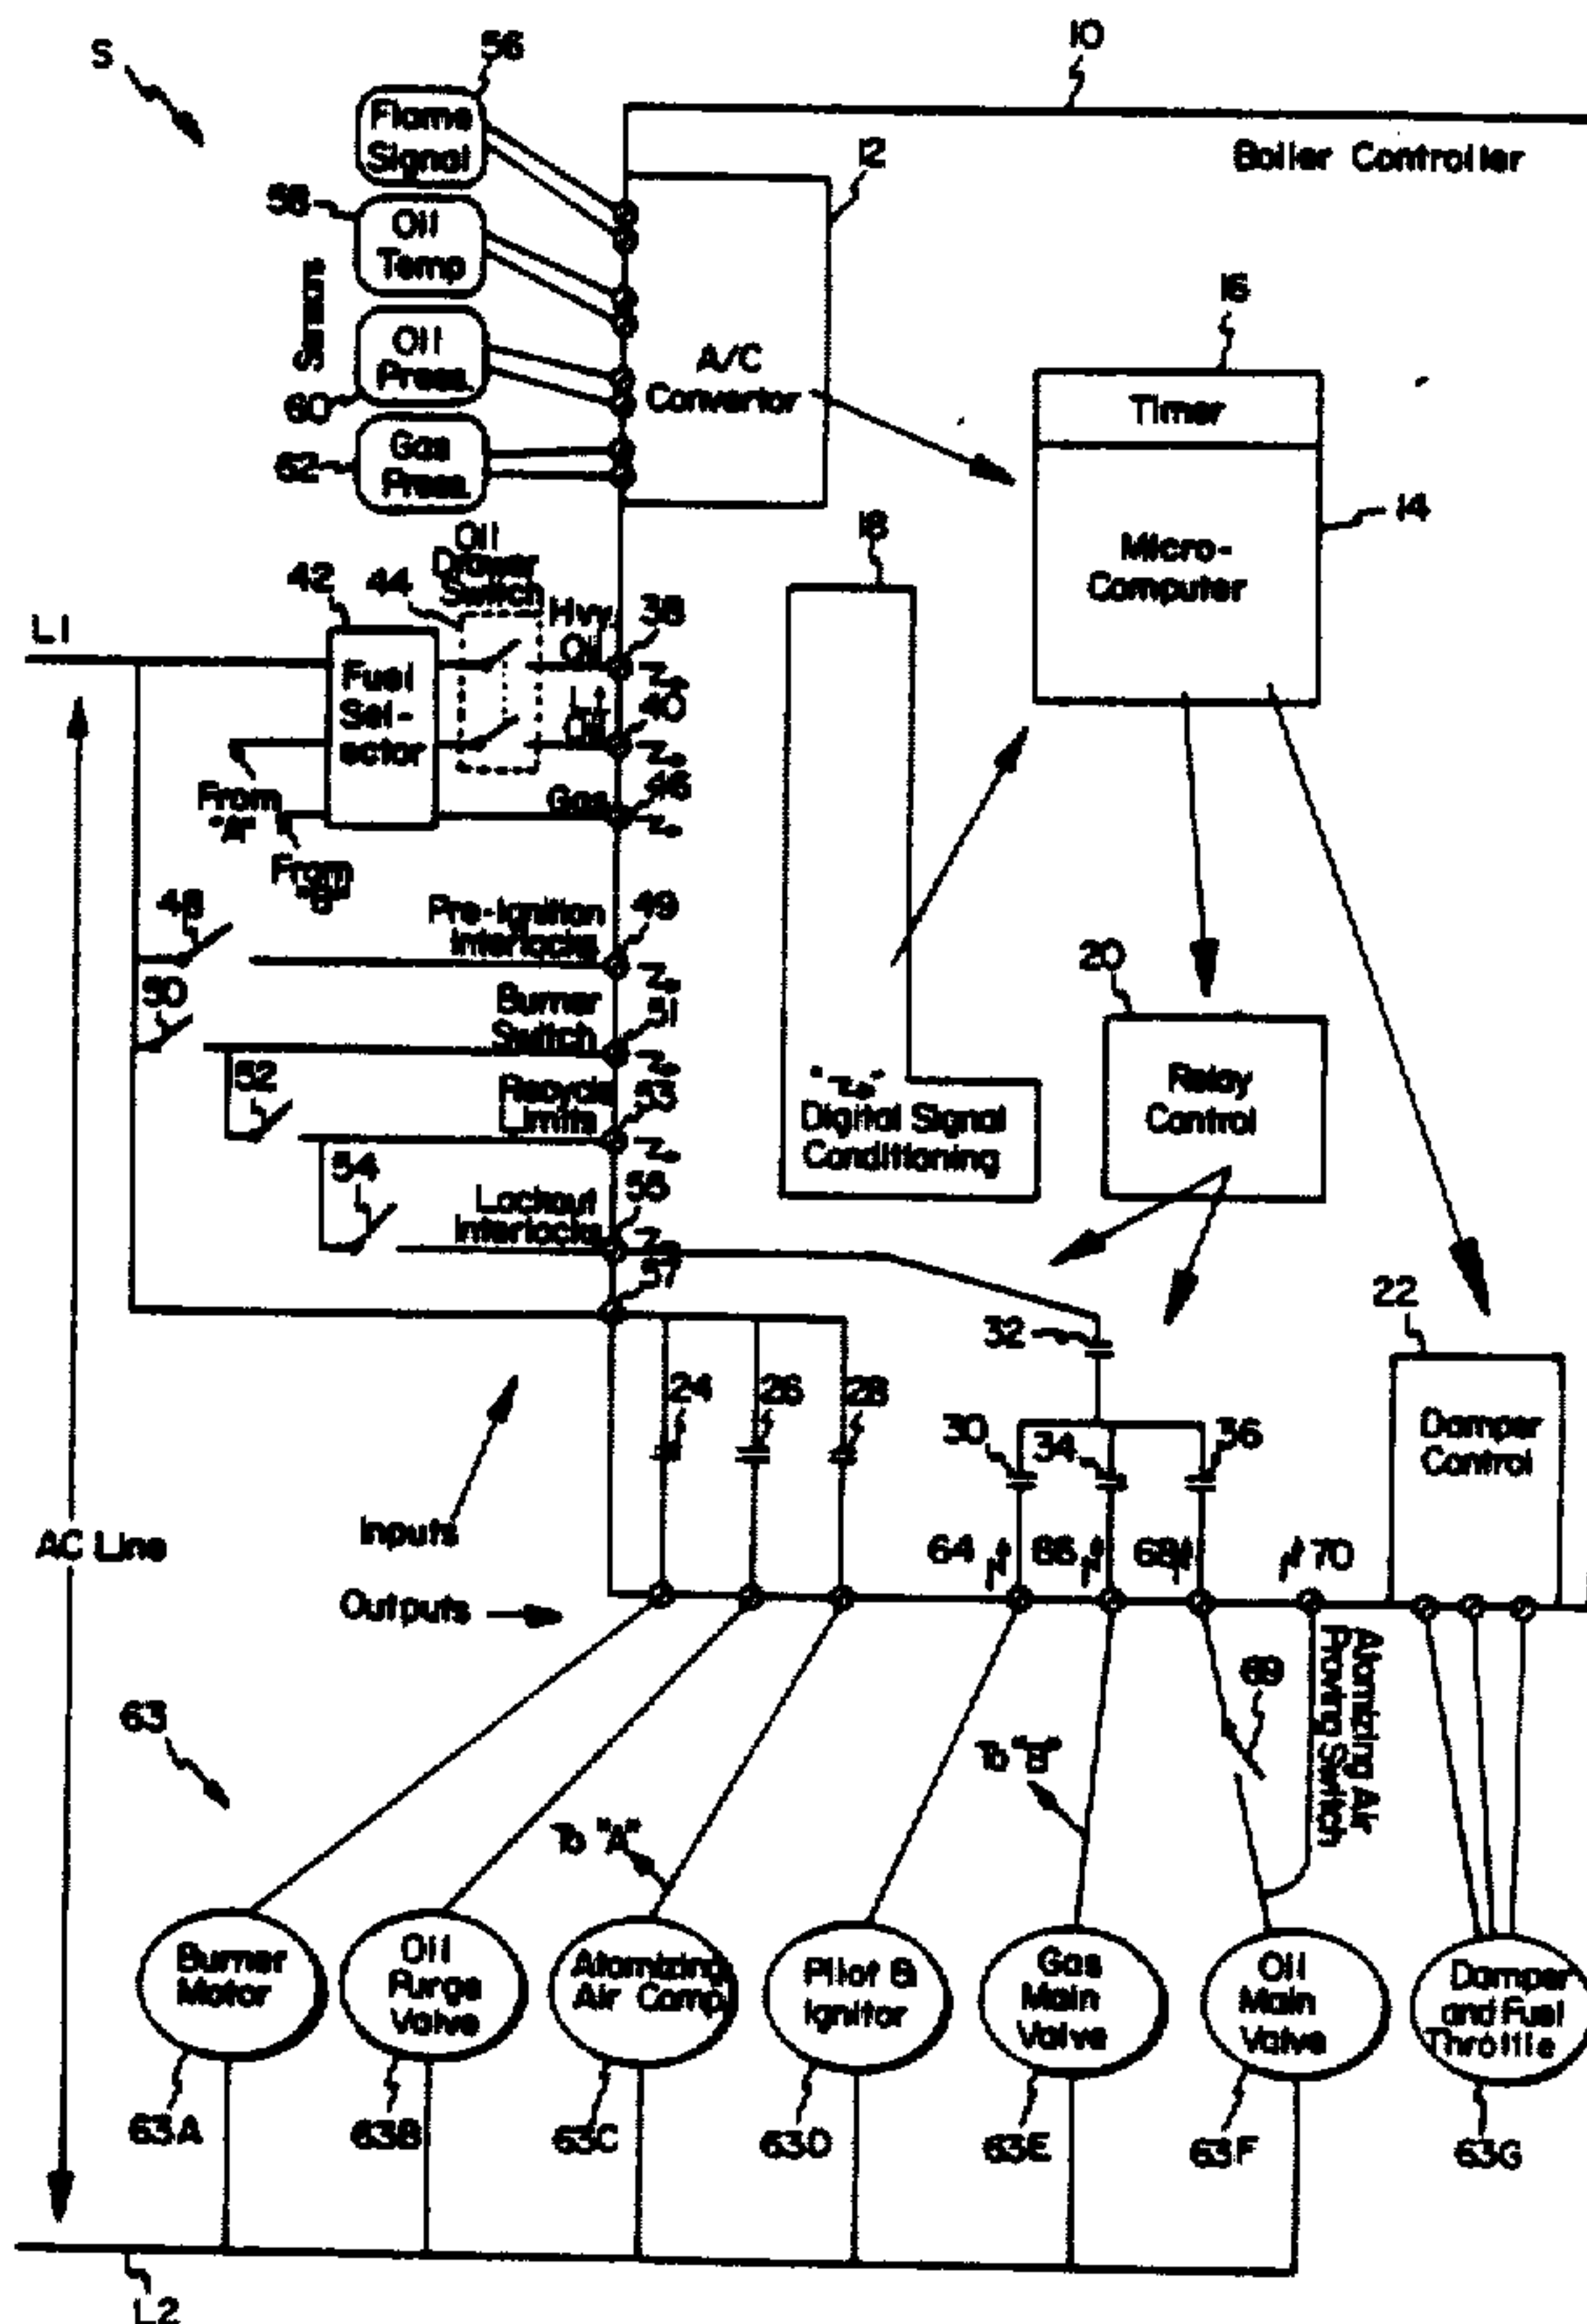 S
56
10
Flame
Signal
12
Boiler Controller
58
Oil
Temp
Sensors
16
Oil
Press.
A/C
Convertor
60
Timer
Gas
Press.
62
18
14
Micro-
Computer
Oil
Drawer
Switch
42
44
Hvy
Oil
38
L1
Fuel
Sel-
ector
Lt
Oil
40
From
"A"
Gas
46
From
"B"
48
Pre-Ignition
Interlocks
49
20
50
Burner
Switch
51
52
Recycle
Limits
53
Relay
Control
Digital Signal
Conditioning
54
Lockout
Interlocks
55
57
22
32
24
26
28
30
34
36
Damper
Control
Inputs
AC Line
64
66
68
70
Outputs
69
Atomizing Air
Proving Switch
63
To "B"
To "A"
Burner
Motor
Oil
Purge
Valve
Atomizing
Air Comp.
Pilot &
Ignitor
Gas
Main
Valve
Oil
Main
Valve
Damper
and Fuel
Throttle
63A
63B
63C
63D
63E
63F
63G
L2